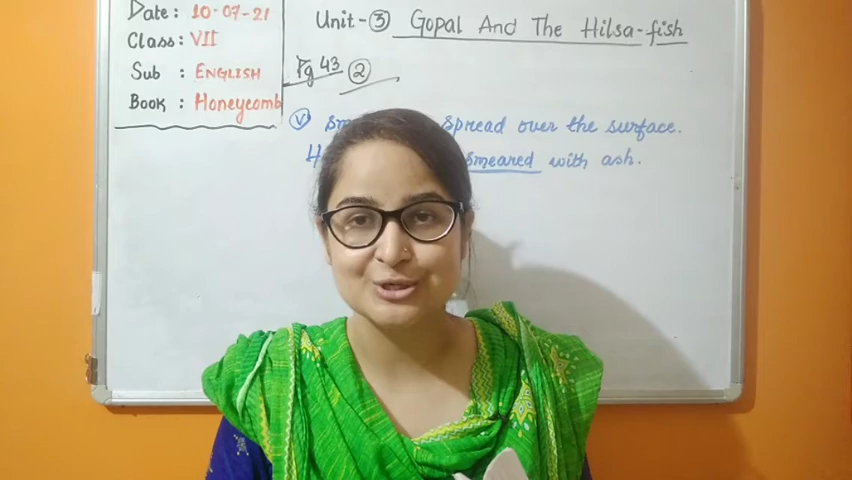 Date: 10-07-21
Class: VII
Sub : ENGLISH
Book : Honeycomb
Unit-③ Gopal And The Hilsa-fish
Pg 43 ②
ⓥ spread over the surface.
smeared with ash.